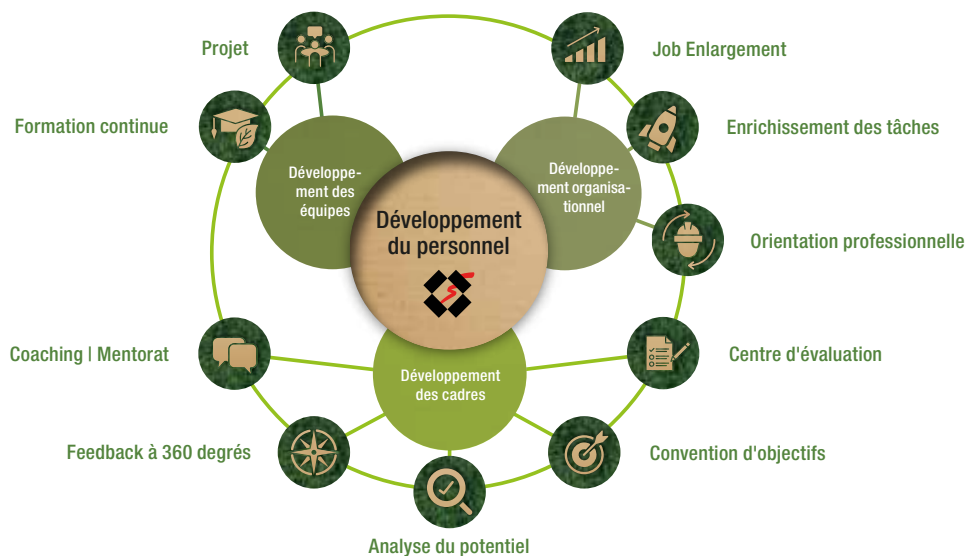 Projet
Job Enlargement
Formation continue
Enrichissement des tâches
Développe-
ment des
équipes
Développe-
ment organisa-
tionnel
Développement
du personnel
Orientation professionnelle
Coaching | Mentorat
Centre d'évaluation
Développement
des cadres
Feedback à 360 degrés
Convention d'objectifs
Analyse du potentiel